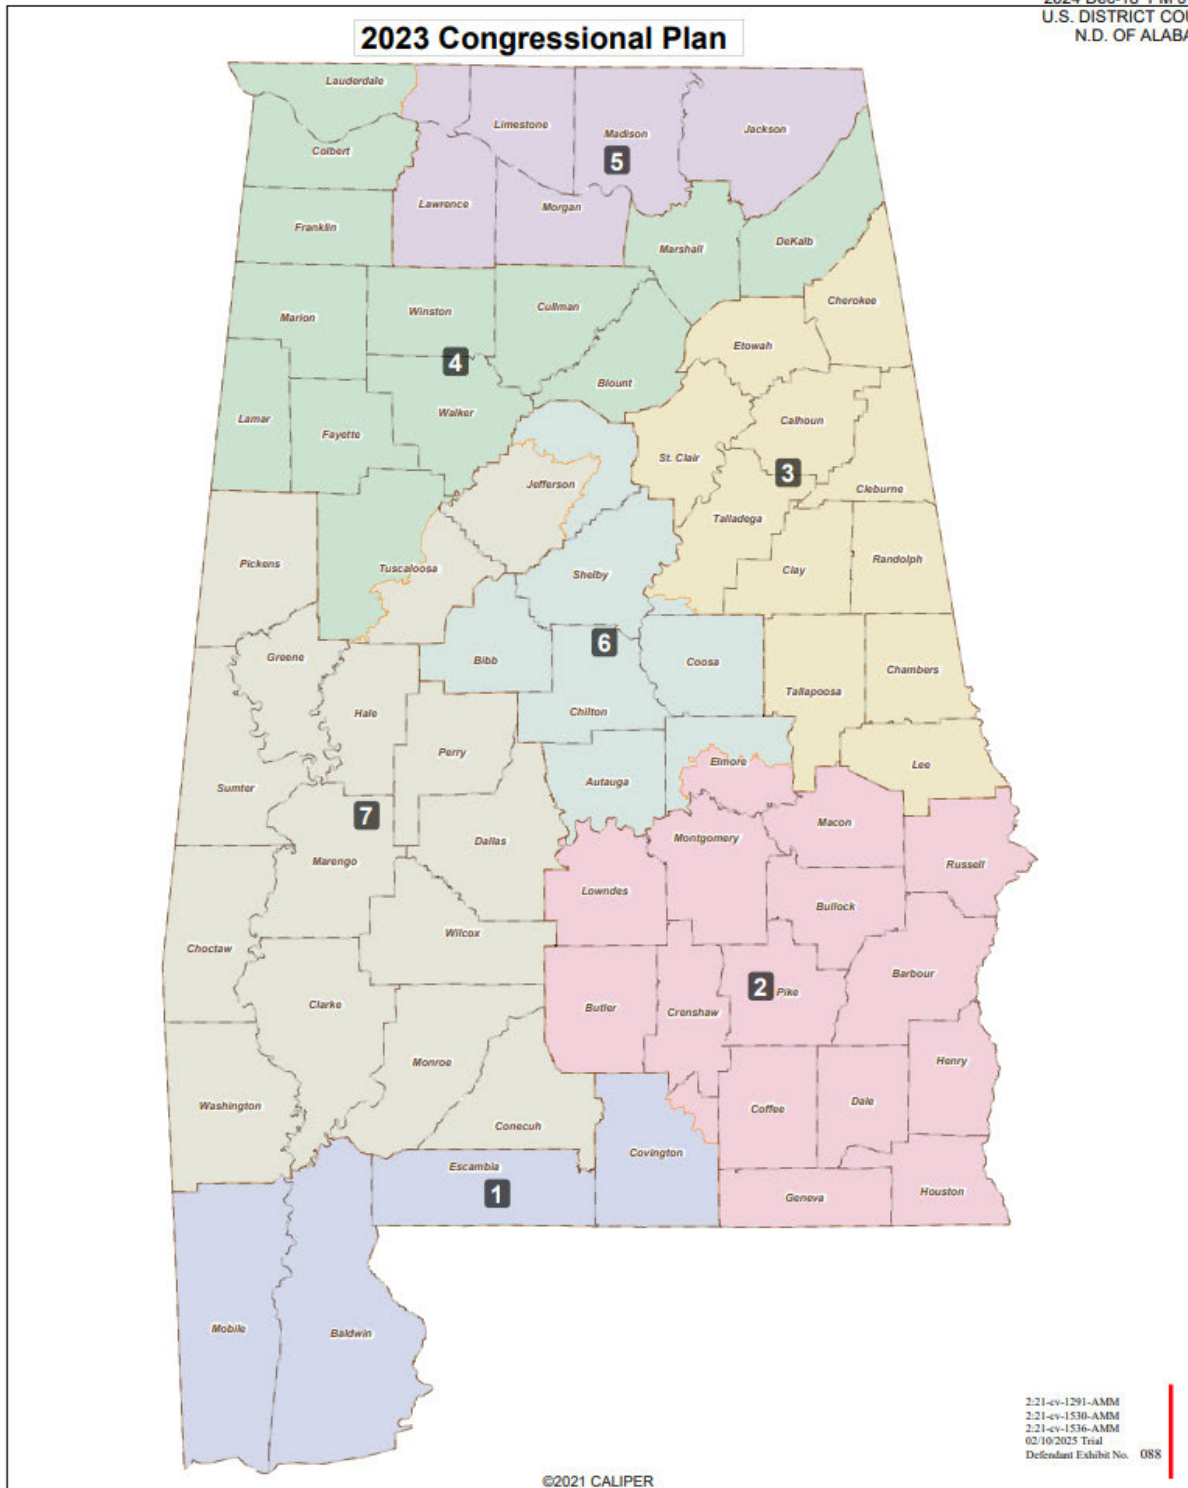 U.S. DISTRICT COU
N.D. OF ALABA
2023 Congressional Plan
Lauderdale
Limestone
Madison
Jackson
Colbert
5
Lawrence
Morgan
Franklin
Marshall
DeKalb
Cherokee
Marion
Winston
Cullman
Etowah
4
Blount
Lamar
Fayette
Walker
Calhoun
St. Clair
3
Jefferson
Cleburne
Talladega
Pickens
Tuscaloosa
Shelby
Clay
Randolph
Greene
Bibb
6
Coosa
Chambers
Tallapoosa
Hale
Chilton
Perry
Elmore
Lee
Sumter
Autauga
7
Macon
Dallas
Montgomery
Marengo
Russell
Lowndes
Bullock
Choctaw
Wilcox
Barbour
2
Pike
Clarke
Butler
Crenshaw
Monroe
Henry
Washington
Coffee
Dale
Conecuh
Covington
Escambia
1
Geneva
Houston
Mobile
Baldwin
2:21-cv-1291-AMM
2:21-cv-1530-AMM
2:21-cv-1536-AMM
02/10/2025 Trial
Defendant Exhibit No. 088
©2021 CALIPER